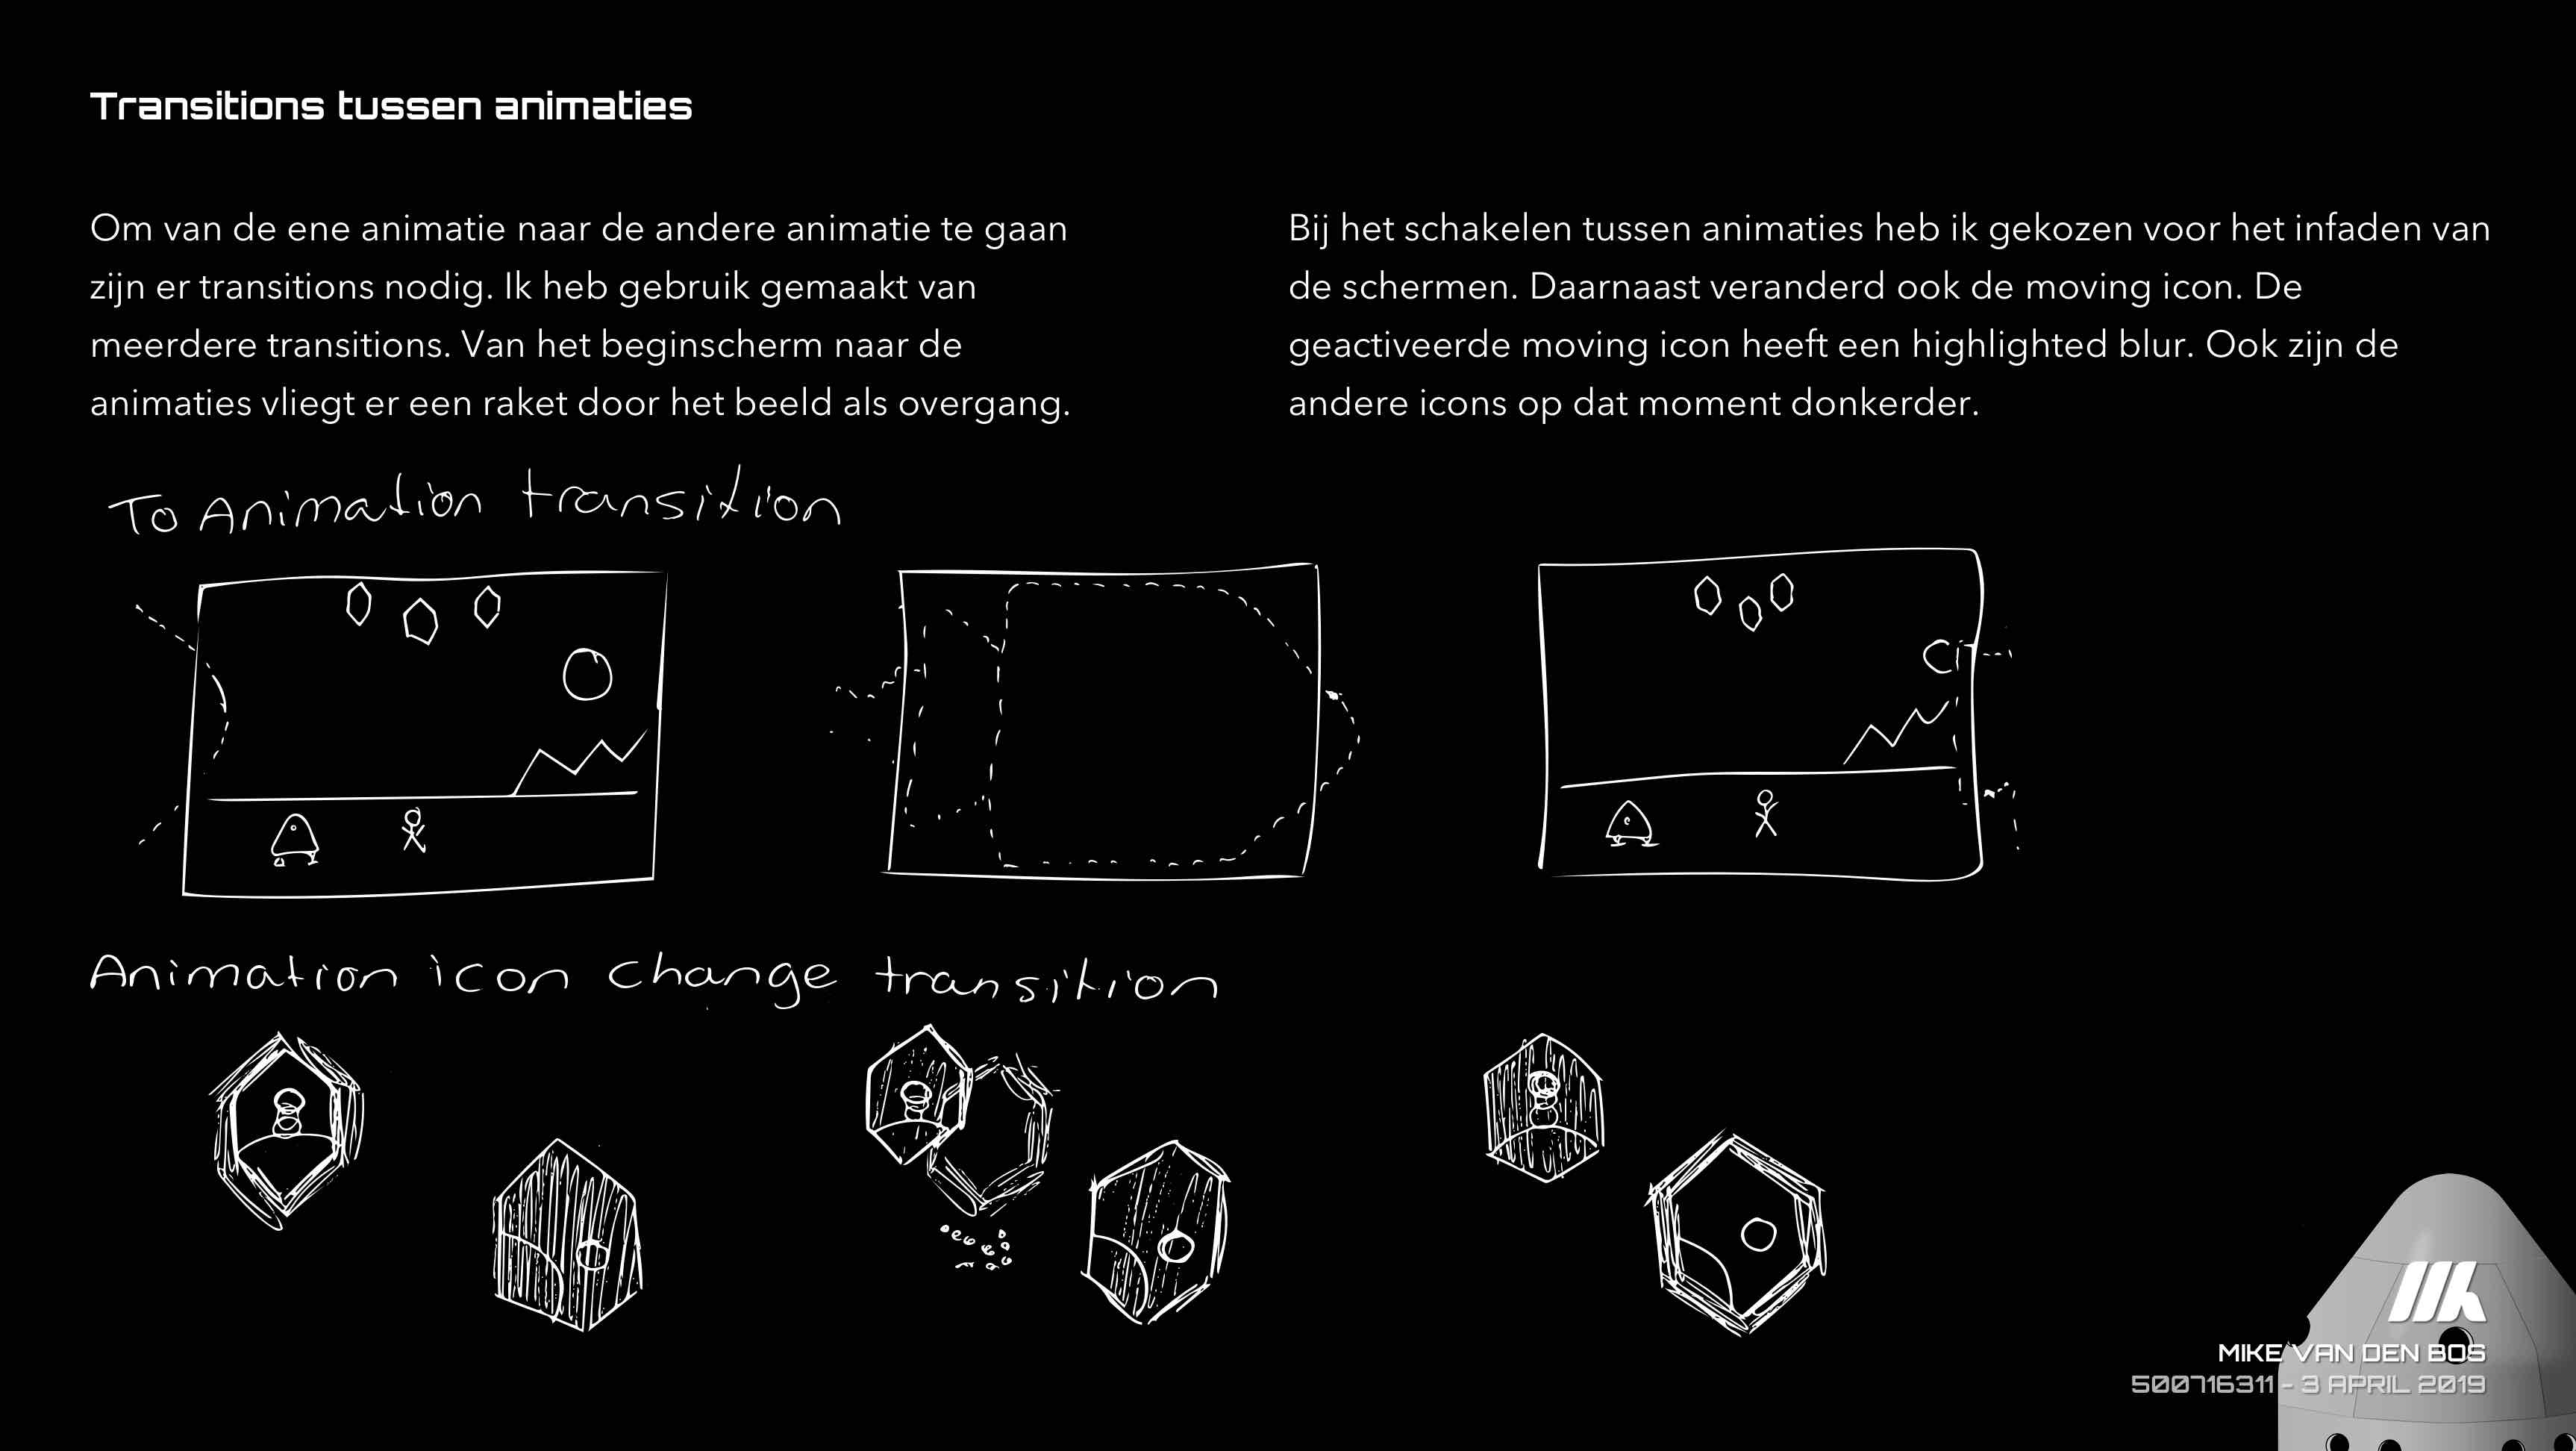 Transitions tussen animaties
Om van de ene animatie naar de andere animatie te gaan
zijn er transitions nodig. Ik heb gebruik gemaakt van
meerdere transitions. Van het beginscherm naar de
animaties vliegt er een raket door het beeld als overgang.
Bij het schakelen tussen animaties heb ik gekozen voor het infaden van
de schermen. Daarnaast veranderd ook de moving icon. De
geactiveerde moving icon heeft een highlighted blur. Ook zijn de
andere icons op dat moment donkerder.
To Animation transition
Animation icon change transition
MIKE VAN DEN BOS
500716311 - 3 APRIL 2019